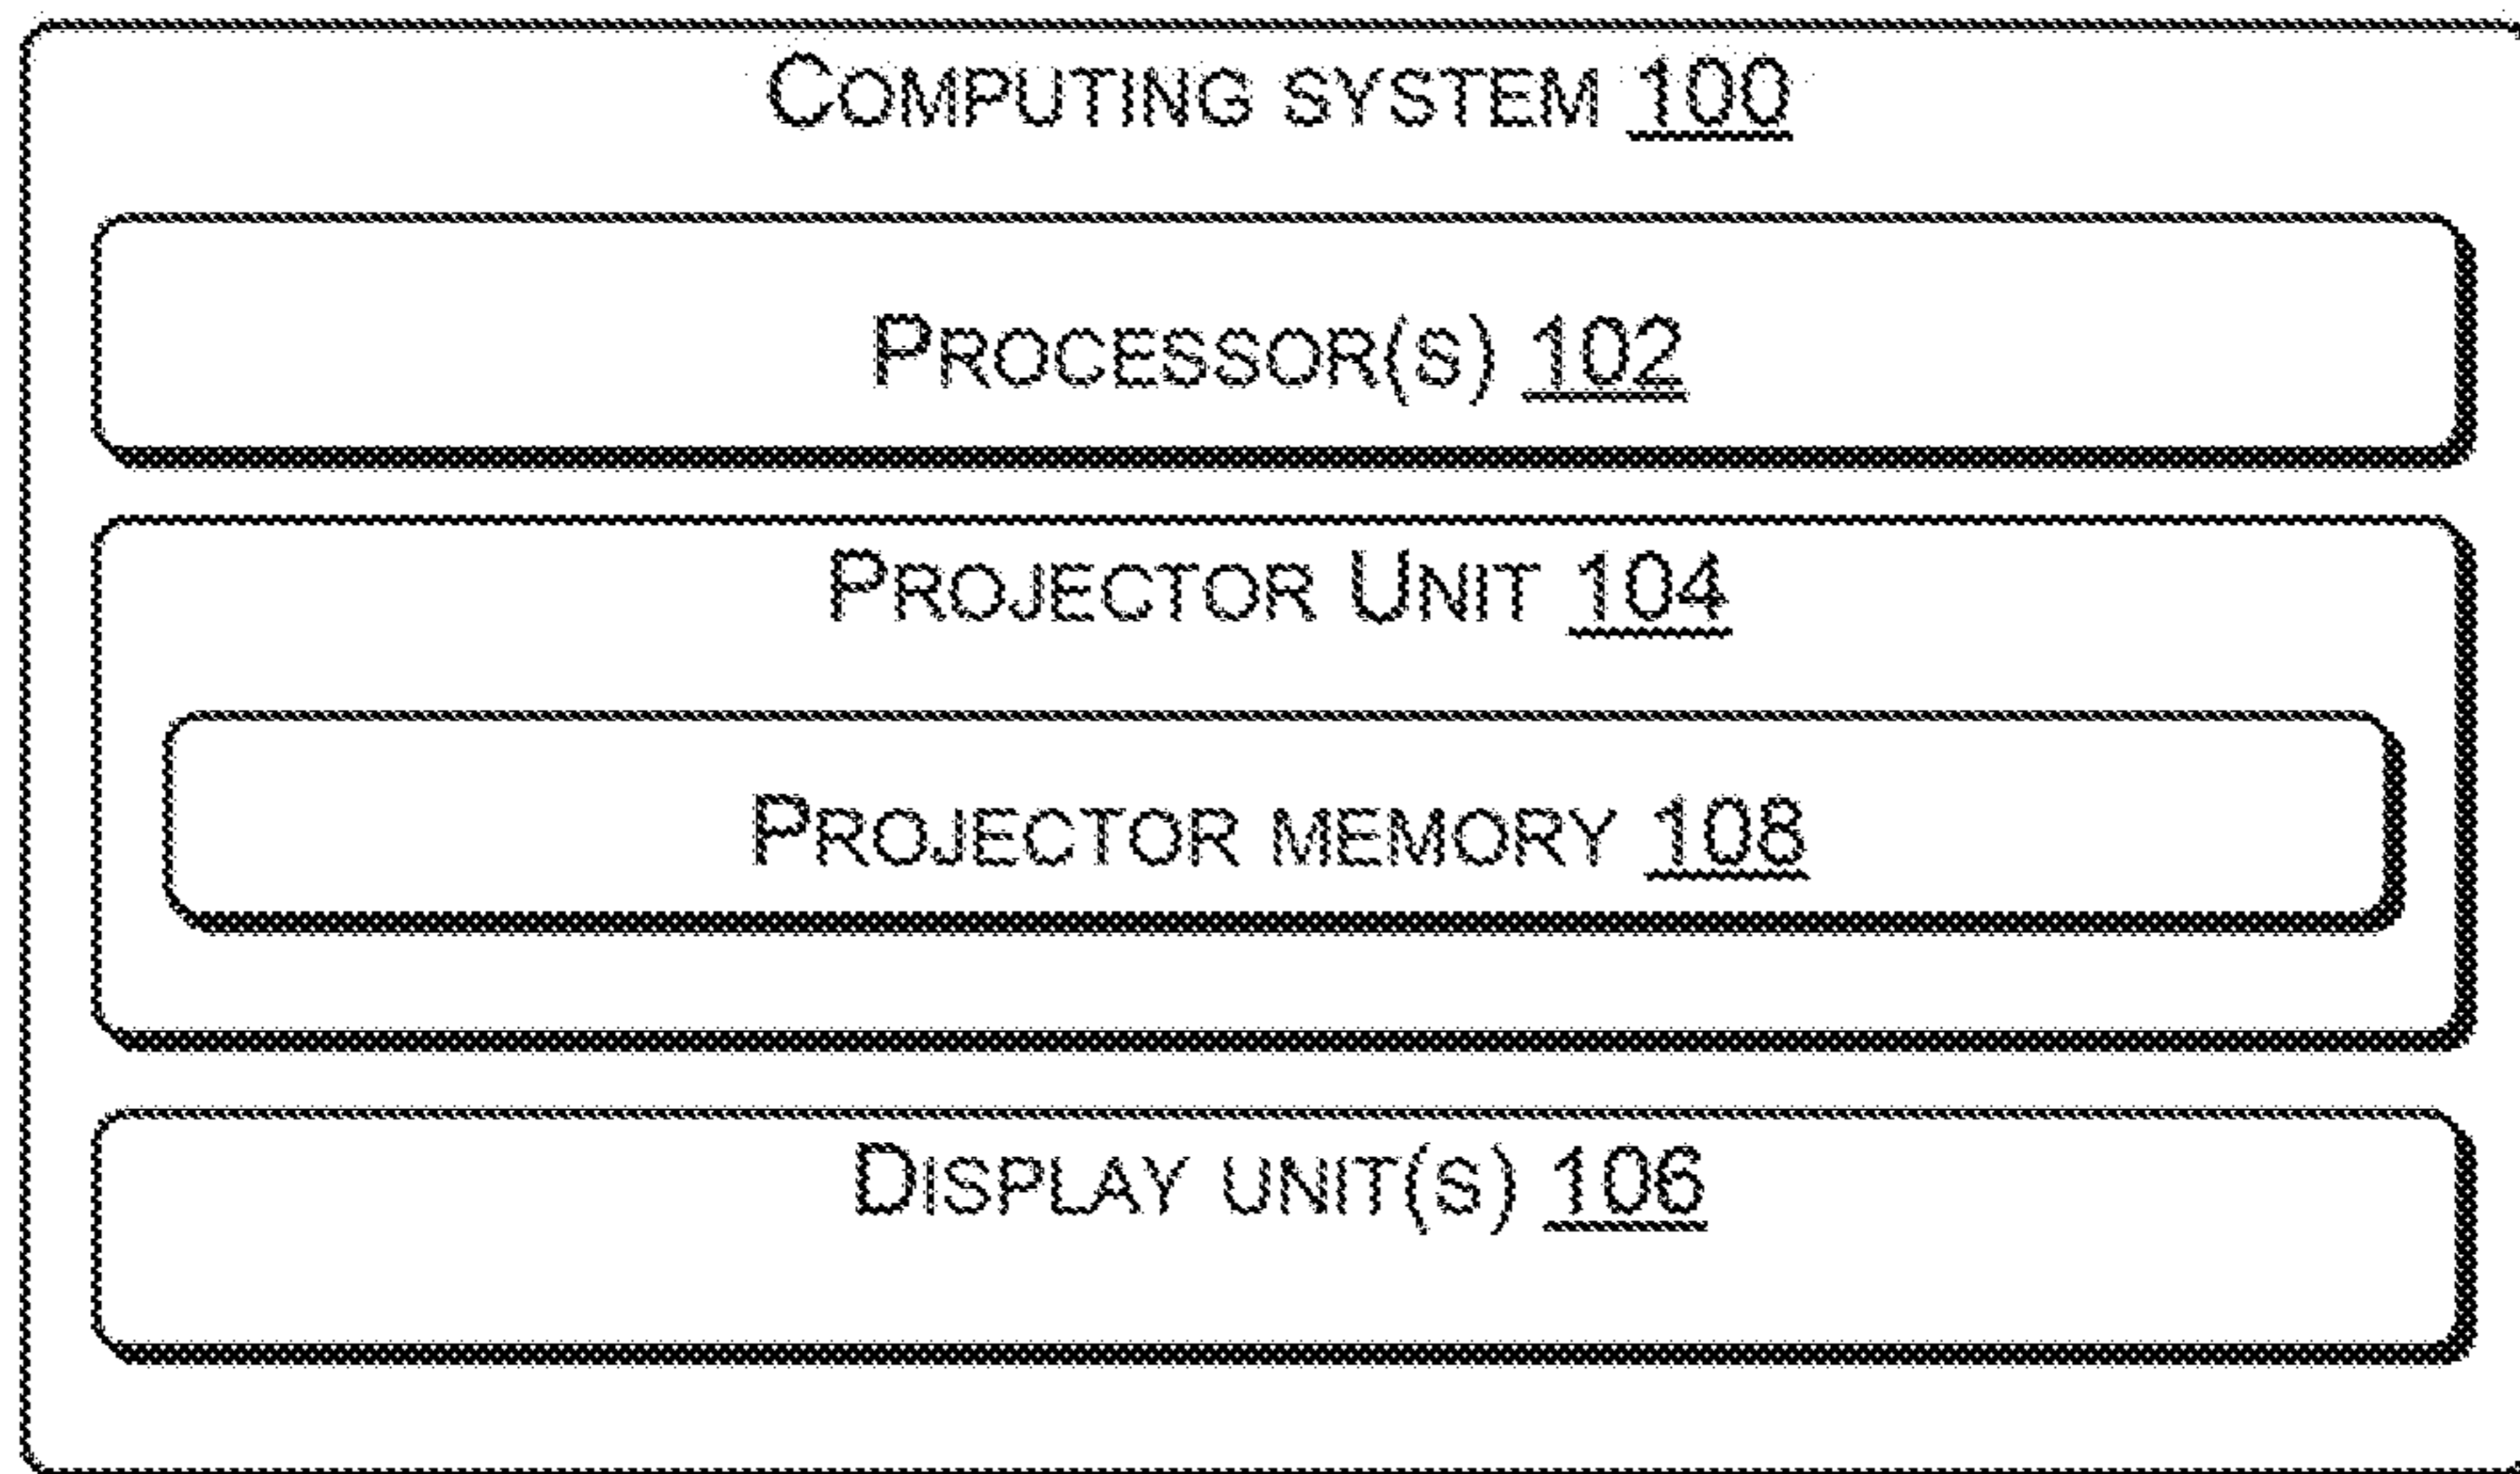 COMPUTING SYSTEM 100
PROCESSOR(S) 102
PROJECTOR UNIT 104
PROJECTOR MEMORY 108
DISPLAY UNIT(S) 106